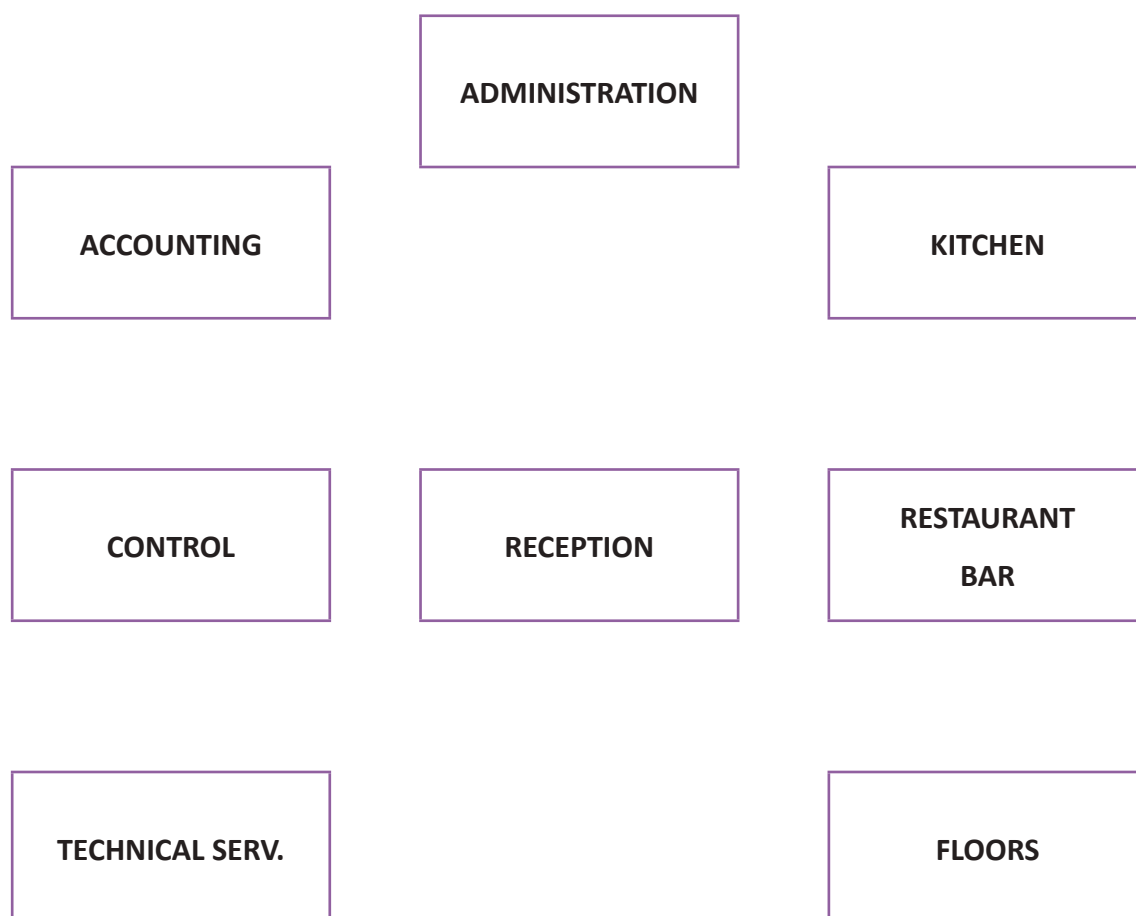 ADMINISTRATION
ACCOUNTING
KITCHEN
CONTROL
RECEPTION
RESTAURANT
BAR
TECHNICAL SERV.
FLOORS